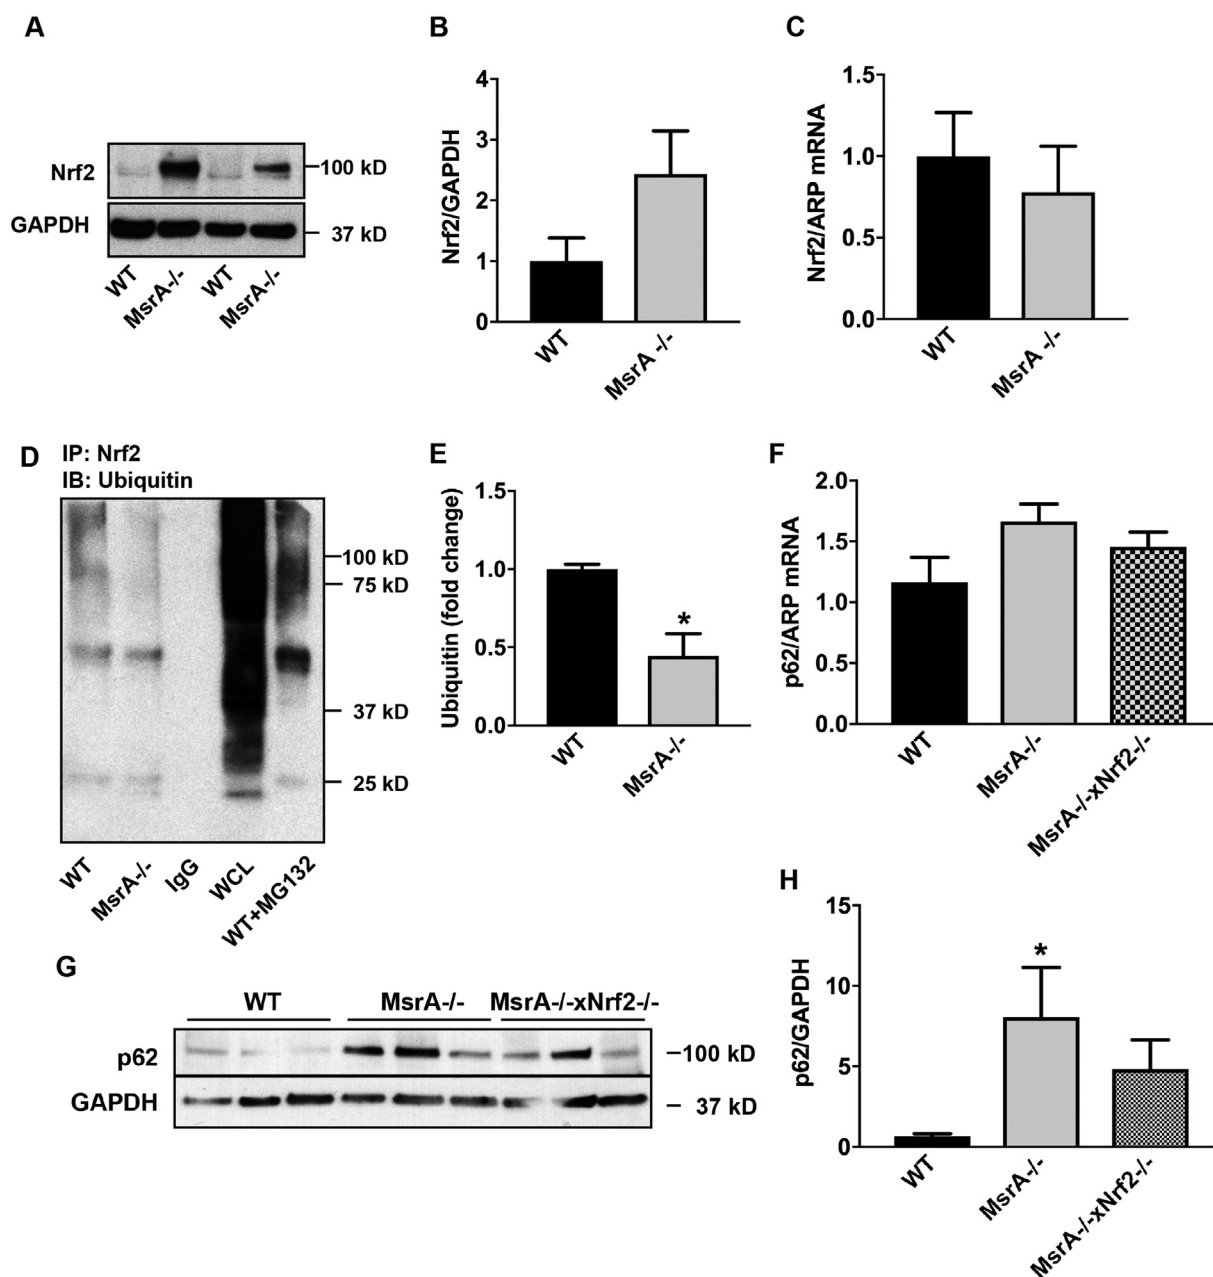 A
Nrf2
GAPDH
100 kD
37 kD
WT
MsrA-/-
WT
MsrA-/-
B
Nrf2/GAPDH
4
3
2
1
0
WT
MsrA -/-
C
Nrf2/ARP mRNA
1.5
1.0
0.5
0.0
WT
MsrA -/-
D
IP: Nrf2
IB: Ubiquitin
100 kD
75 kD
37 kD
25 kD
WT
MsrA-/-
IgG
WCL
WT+MG132
E
Ubiquitin (fold change)
1.5
1.0
0.5
0.0
*
WT
MsrA-/-
F
p62/ARP mRNA
2.0
1.5
1.0
0.5
0.0
WT
MsrA-/-
MsrA-/-xNrf2-/-
G
WT
MsrA-/-
MsrA-/-xNrf2-/-
p62
GAPDH
100 kD
37 kD
H
p62/GAPDH
15
10
5
0
*
WT
MsrA-/-
MsrA-/-xNrf2-/-